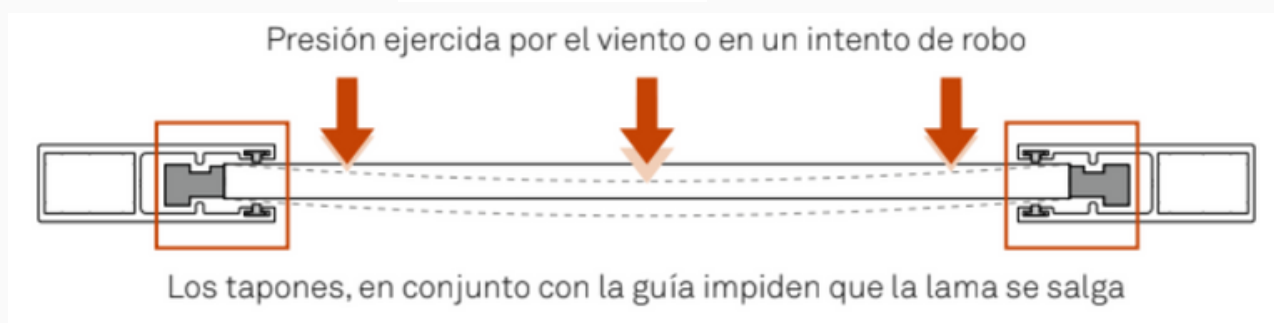 Presión ejercida por el viento o en un intento de robo
Los tapones, en conjunto con la guía impiden que la lama se salga